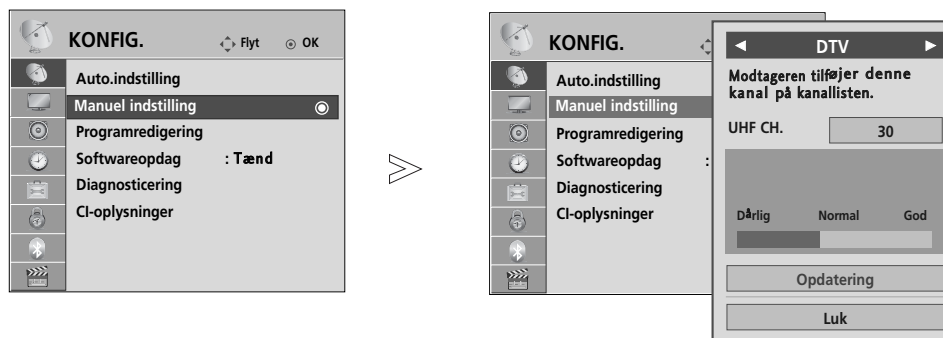 KONFIG. Flyt OK
Auto.indstilling
Manuel indstilling
Programredigering
Softwareopdag : Tænd
Diagnosticering
CI-oplysninger
KONFIG.
Auto.indstilling
Manuel indstilling
Programredigering
Softwareopdag :
Diagnosticering
CI-oplysninger
DTV
Modtageren tilføjer denne
kanal på kanallisten.
UHF CH. 30
Dårlig Normal God
Opdatering
Luk